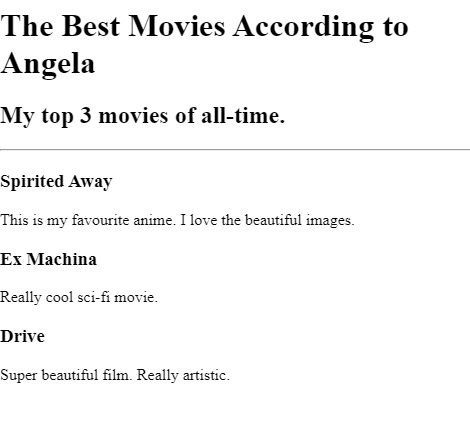 The Best Movies According to
Angela
My top 3 movies of all-time.
Spirited Away
This is my favourite anime. I love the beautiful images.
Ex Machina
Really cool sci-fi movie.
Drive
Super beautiful film. Really artistic.